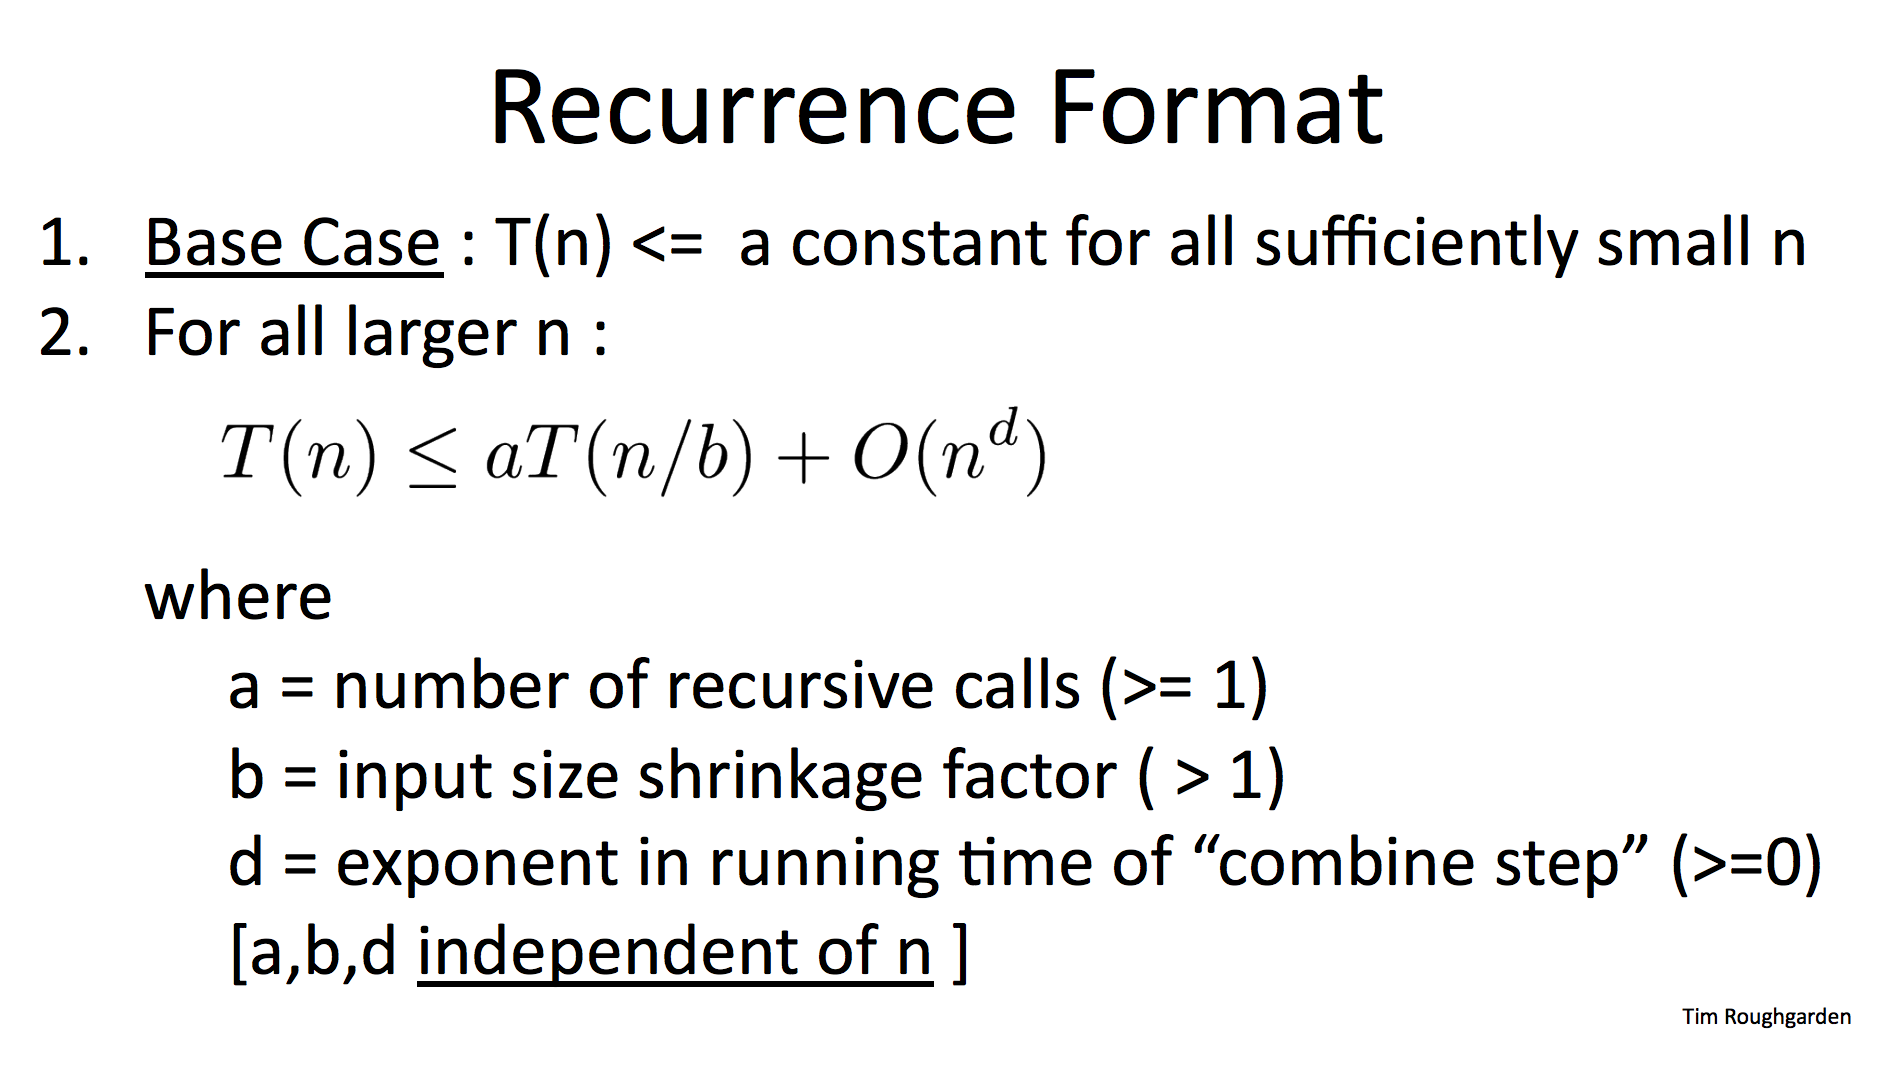 Recurrence Format
1. Base Case : T(n) <= a constant for all sufficiently small n
2. For all larger n :
T(n) ≤ aT(n/b) + O(n^d)
where
a = number of recursive calls (>= 1)
b = input size shrinkage factor ( > 1)
d = exponent in running time of “combine step” (>=0)
[a,b,d independent of n ]
Tim Roughgarden